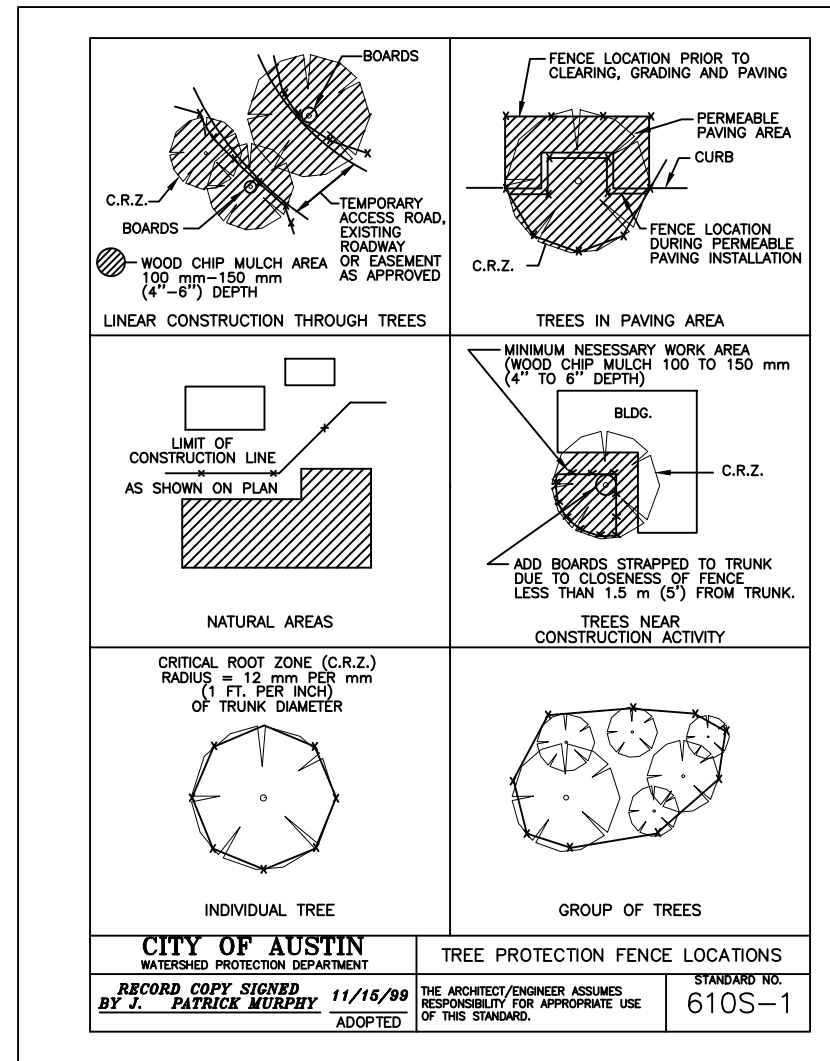 BOARDS
C.R.Z.
BOARDS
TEMPORARY
ACCESS ROAD,
EXISTING
ROADWAY
OR EASEMENT
AS APPROVED
WOOD CHIP MULCH AREA
100 mm-150 mm
(4"-6") DEPTH
LINEAR CONSTRUCTION THROUGH TREES
FENCE LOCATION PRIOR TO
CLEARING, GRADING AND PAVING
PERMEABLE
PAVING AREA
CURB
FENCE LOCATION
DURING PERMEABLE
PAVING INSTALLATION
C.R.Z.
TREES IN PAVING AREA
LIMIT OF
CONSTRUCTION LINE
AS SHOWN ON PLAN
NATURAL AREAS
MINIMUM NESESSARY WORK AREA
(WOOD CHIP MULCH 100 TO 150 mm
(4" TO 6" DEPTH)
BLDG.
C.R.Z.
ADD BOARDS STRAPPED TO TRUNK
DUE TO CLOSENESS OF FENCE
LESS THAN 1.5 m (5') FROM TRUNK.
TREES NEAR
CONSTRUCTION ACTIVITY
CRITICAL ROOT ZONE (C.R.Z.)
RADIUS = 12 mm PER mm
(1 FT. PER INCH)
OF TRUNK DIAMETER
INDIVIDUAL TREE
GROUP OF TREES
CITY OF AUSTIN
WATERSHED PROTECTION DEPARTMENT
TREE PROTECTION FENCE LOCATIONS
RECORD COPY SIGNED
BY J. PATRICK MURPHY
11/15/99
ADOPTED
THE ARCHITECT/ENGINEER ASSUMES
RESPONSIBILITY FOR APPROPRIATE USE
OF THIS STANDARD.
STANDARD NO.
610S-1